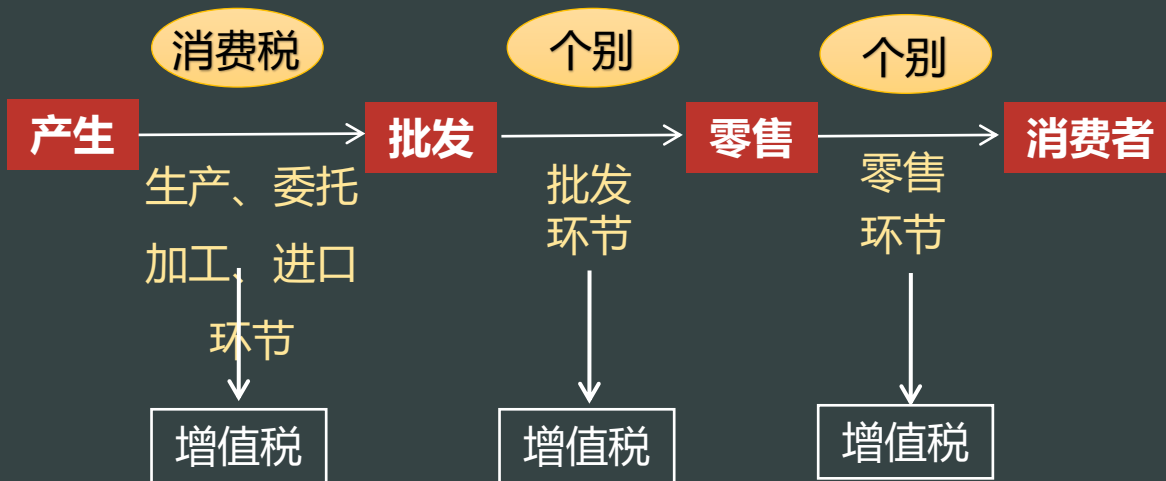 消费税
个别
个别
产生
批发
零售
消费者
生产、委托
加工、进口
环节
批发
环节
零售
环节
增值税
增值税
增值税